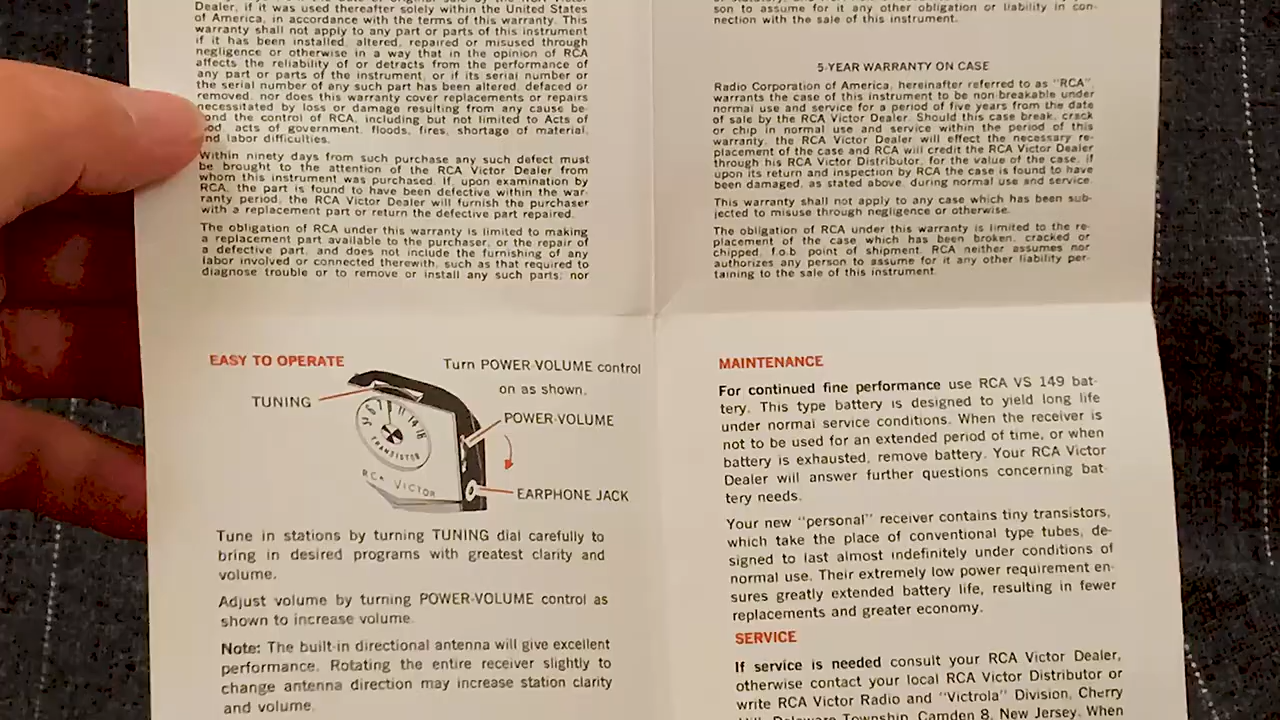 Dealer, if it was used thereafter solely within the United States
of America, in accordance with the terms of this warranty. This
warranty shall not apply to any part or parts of this instrument
if it has been installed, altered, repaired or misused through
negligence or otherwise in a way that in the opinion of RCA
affects the reliability of or detracts from the performance of
any part or parts of the instrument, or if its serial number or
the serial number of any such part has been altered, defaced or
removed, nor does this warranty cover replacements or repairs
necessitated by loss or damage resulting from any cause be-
ond the control of RCA, including but not limited to Acts of
od, acts of government, floods, fires, shortage of material,
nd labor difficulties.
Within ninety days from such purchase any such defect must
be brought to the attention of the RCA Victor Dealer from
whom this instrument was purchased. If, upon examination by
RCA, the part is found to have been defective within the war-
ranty period, the RCA Victor Dealer will furnish the purchaser
with a replacement part or return the defective part repaired.
The obligation of RCA under this warranty is limited to making
a replacement part available to the purchaser, or the repair of
a defective part, and does not include the furnishing of any
labor involved or connected therewith, such as that required to
diagnose trouble or to remove or install any such parts; nor
son to assume for it any other obligation or liability in con-
nection with the sale of this instrument.
5-YEAR WARRANTY ON CASE
Radio Corporation of America, hereinafter referred to as "RCA",
warrants the case of this instrument to be non-breakable under
normal use and service for a period of five years from the date
of sale by the RCA Victor Dealer. Should this case break, crack
or chip in normal use and service within the period of this
warranty, the RCA Victor Dealer will effect the necessary re-
placement of the case and RCA will credit the RCA Victor Dealer
through his RCA Victor Distributor, for the value of the case, if
upon its return and inspection by RCA the case is found to have
been damaged, as stated above, during normal use and service.
This warranty shall not apply to any case which has been sub-
jected to misuse through negligence or otherwise.
The obligation of RCA under this warranty is limited to the re-
placement of the case which has been broken, cracked or
chipped, f.o.b. point of shipment. RCA neither assumes nor
authorizes any person to assume for it any other liability per-
taining to the sale of this instrument.
EASY TO OPERATE
Turn POWER-VOLUME control
on as shown.
TUNING
POWER-VOLUME
EARPHONE JACK
TRANSISTOR
RCA VICTOR
Tune in stations by turning TUNING dial carefully to
bring in desired programs with greatest clarity and
volume.
Adjust volume by turning POWER-VOLUME control as
shown to increase volume.
Note: The built-in directional antenna will give excellent
performance. Rotating the entire receiver slightly to
change antenna direction may increase station clarity
and volume.
MAINTENANCE
For continued fine performance use RCA VS 149 bat-
tery. This type battery is designed to yield long life
under normal service conditions. When the receiver is
not to be used for an extended period of time, or when
battery is exhausted, remove battery. Your RCA Victor
Dealer will answer further questions concerning bat-
tery needs.
Your new "personal" receiver contains tiny transistors,
which take the place of conventional type tubes, de-
signed to last almost indefinitely under conditions of
normal use. Their extremely low power requirement en-
sures greatly extended battery life, resulting in fewer
replacements and greater economy.
SERVICE
If service is needed consult your RCA Victor Dealer,
otherwise contact your local RCA Victor Distributor or
write RCA Victor Radio and "Victrola" Division, Cherry
Hill, Delaware Township, Camden 8, New Jersey. When